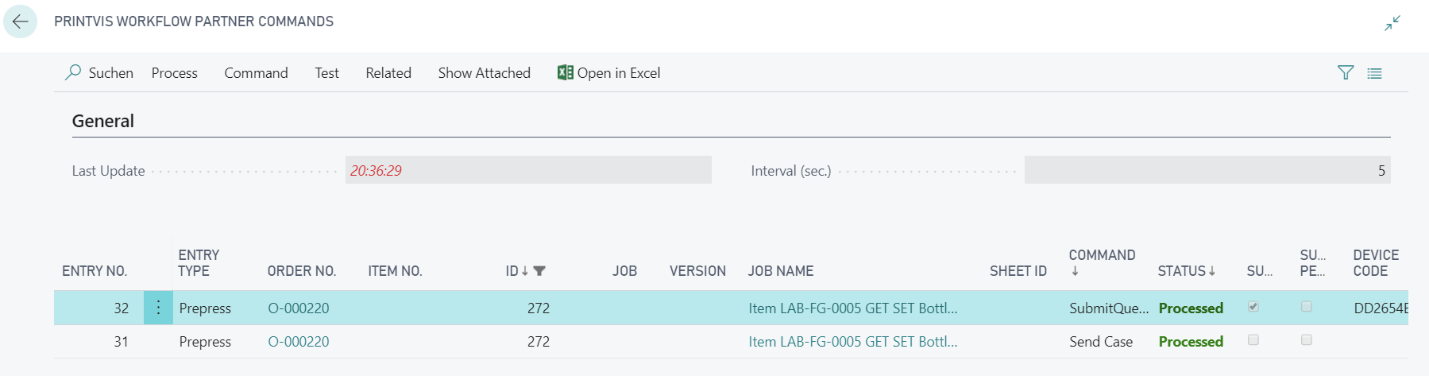 PRINTVIS WORKFLOW PARTNER COMMANDS
Suchen Process Command Test Related Show Attached Open in Excel
General
Last Update 20:36:29 Interval (sec.) 5
ENTRY NO. ENTRY TYPE ORDER NO. ITEM NO. ID↓ JOB VERSION JOB NAME SHEET ID COMMAND ↓ STATUS↓ SU... SU... PE... DEVICE CODE
32 Prepress O-000220 272 Item LAB-FG-0005 GET SET Bottl... SubmitQue... Processed DD2654E
31 Prepress O-000220 272 Item LAB-FG-0005 GET SET Bottl... Send Case Processed